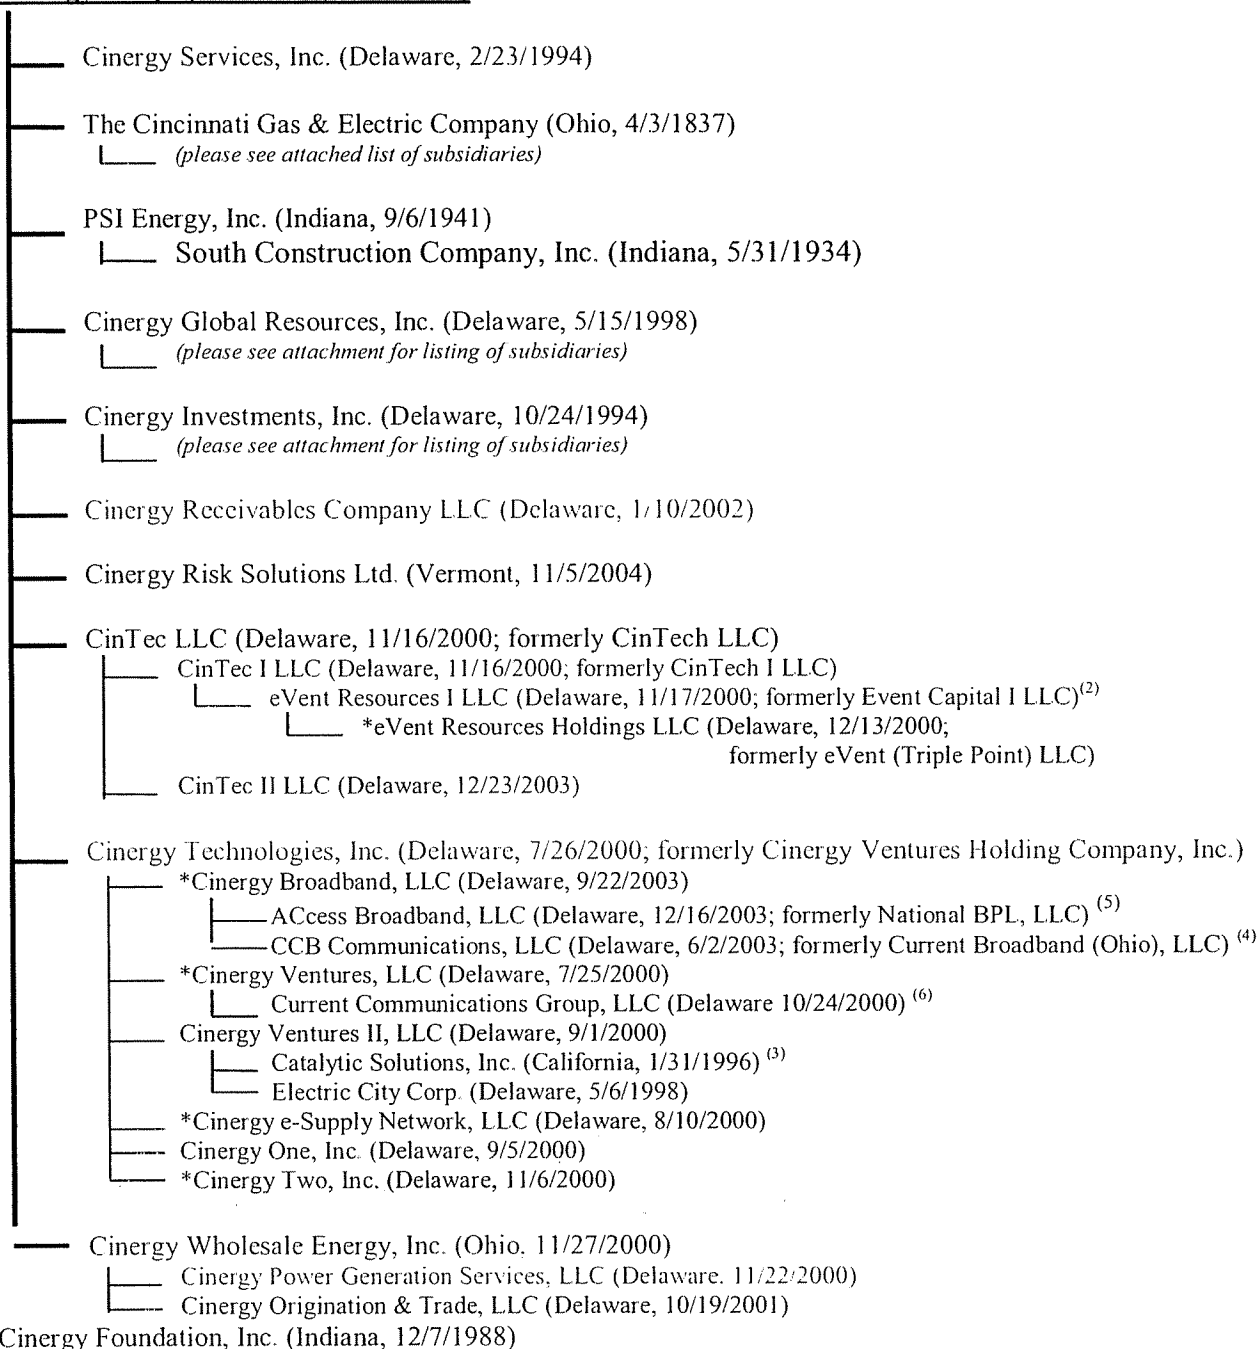 Cinergy Services, Inc. (Delaware, 2/23/1994)
The Cincinnati Gas & Electric Company (Ohio, 4/3/1837)
(please see attached list of subsidiaries)
PSI Energy, Inc. (Indiana, 9/6/1941)
South Construction Company, Inc. (Indiana, 5/31/1934)
Cinergy Global Resources, Inc. (Delaware, 5/15/1998)
(please see attachment for listing of subsidiaries)
Cinergy Investments, Inc. (Delaware, 10/24/1994)
(please see attachment for listing of subsidiaries)
Cinergy Receivables Company LLC (Delaware, 1/10/2002)
Cinergy Risk Solutions Ltd. (Vermont, 11/5/2004)
CinTec LLC (Delaware, 11/16/2000; formerly CinTech LLC)
CinTec I LLC (Delaware, 11/16/2000; formerly CinTech I LLC)
eVent Resources I LLC (Delaware, 11/17/2000; formerly Event Capital I LLC)(2)
*eVent Resources Holdings LLC (Delaware, 12/13/2000;
formerly eVent (Triple Point) LLC)
CinTec II LLC (Delaware, 12/23/2003)
Cinergy Technologies, Inc. (Delaware, 7/26/2000; formerly Cinergy Ventures Holding Company, Inc.)
*Cinergy Broadband, LLC (Delaware, 9/22/2003)
ACcess Broadband, LLC (Delaware, 12/16/2003; formerly National BPL, LLC) (5)
CCB Communications, LLC (Delaware, 6/2/2003; formerly Current Broadband (Ohio), LLC) (4)
*Cinergy Ventures, LLC (Delaware, 7/25/2000)
Current Communications Group, LLC (Delaware 10/24/2000) (6)
Cinergy Ventures II, LLC (Delaware, 9/1/2000)
Catalytic Solutions, Inc. (California, 1/31/1996) (3)
Electric City Corp. (Delaware, 5/6/1998)
*Cinergy e-Supply Network, LLC (Delaware, 8/10/2000)
Cinergy One, Inc. (Delaware, 9/5/2000)
*Cinergy Two, Inc. (Delaware, 11/6/2000)
Cinergy Wholesale Energy, Inc. (Ohio. 11/27/2000)
Cinergy Power Generation Services, LLC (Delaware. 11/22/2000)
Cinergy Origination & Trade, LLC (Delaware, 10/19/2001)
Cinergy Foundation, Inc. (Indiana, 12/7/1988)